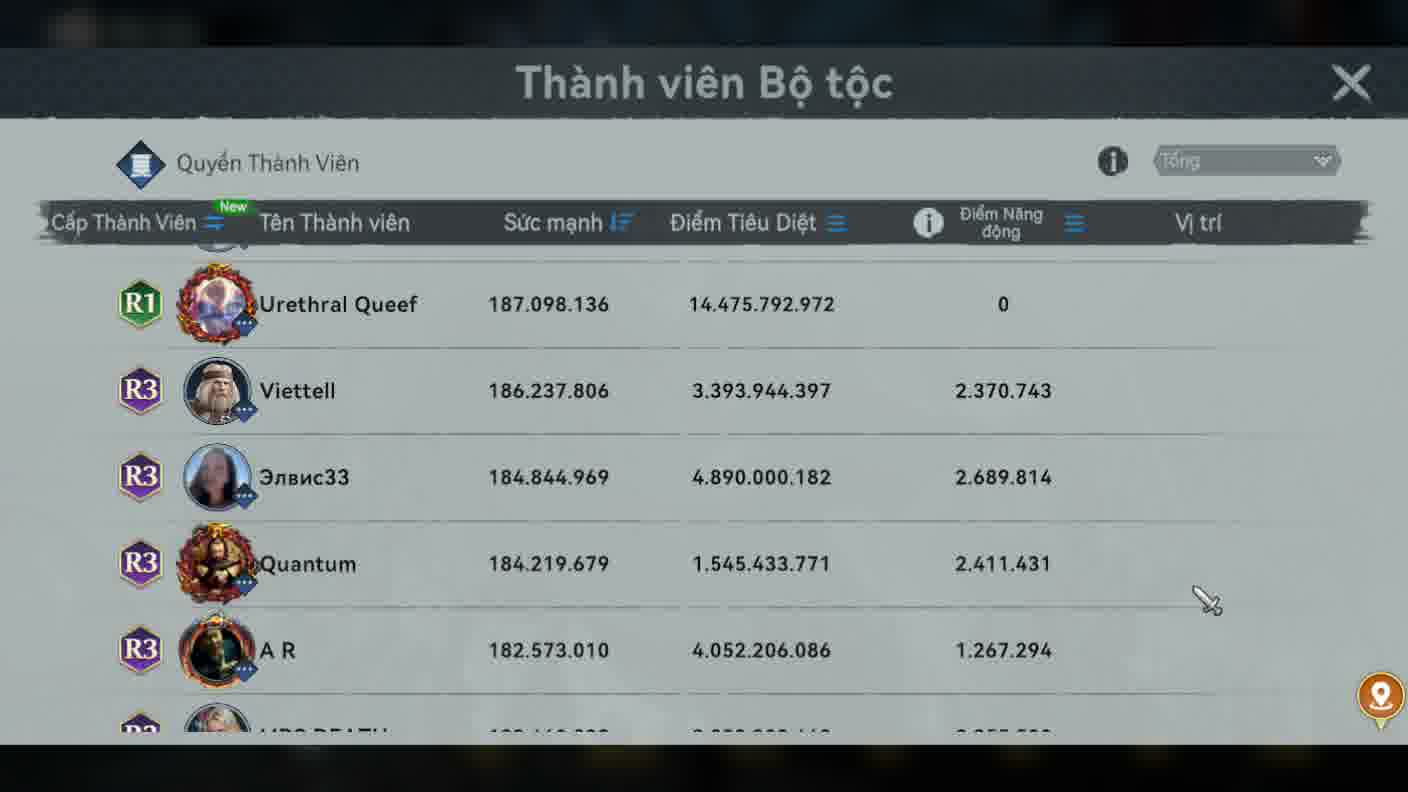 Thành viên Bộ tộc
Quyển Thành Viên
Tổng
New
Cấp Thành Viên Tên Thành viên Sức mạnh Điểm Tiêu Diệt Điểm Năng động Vị trí
R1 Urethral Queef 187.098.136 14.475.792.972 0
R3 Viettell 186.237.806 3.393.944.397 2.370.743
R3 Элвис33 184.844.969 4.890.000.182 2.689.814
R3 Quantum 184.219.679 1.545.433.771 2.411.431
R3 A R 182.573.010 4.052.206.086 1.267.294